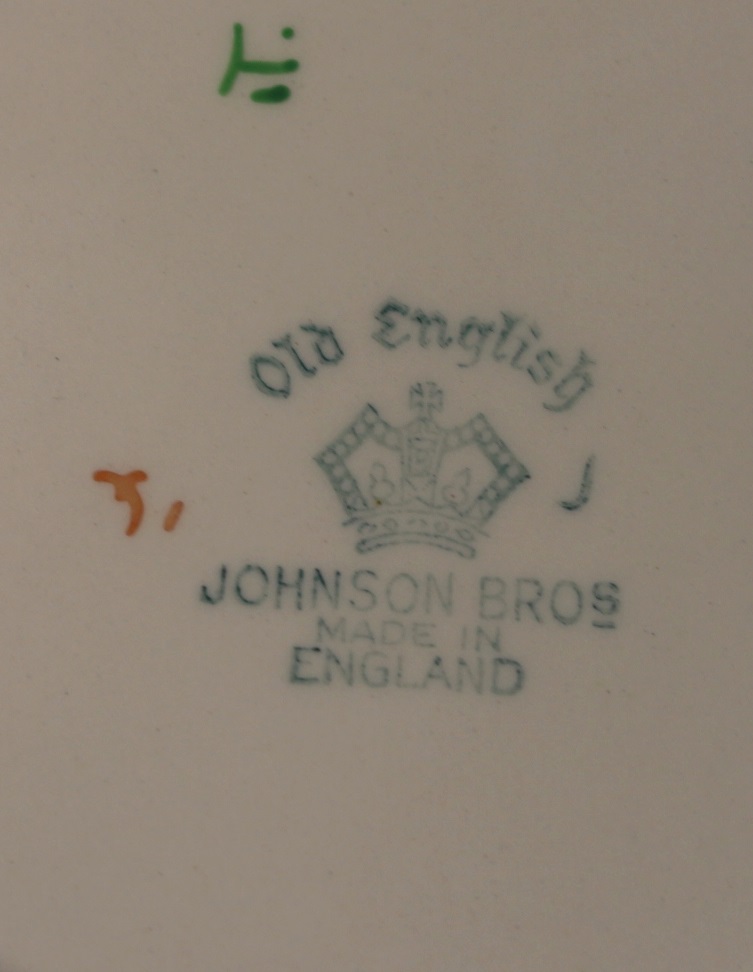 Old English
J
JOHNSON BROS
MADE IN
ENGLAND